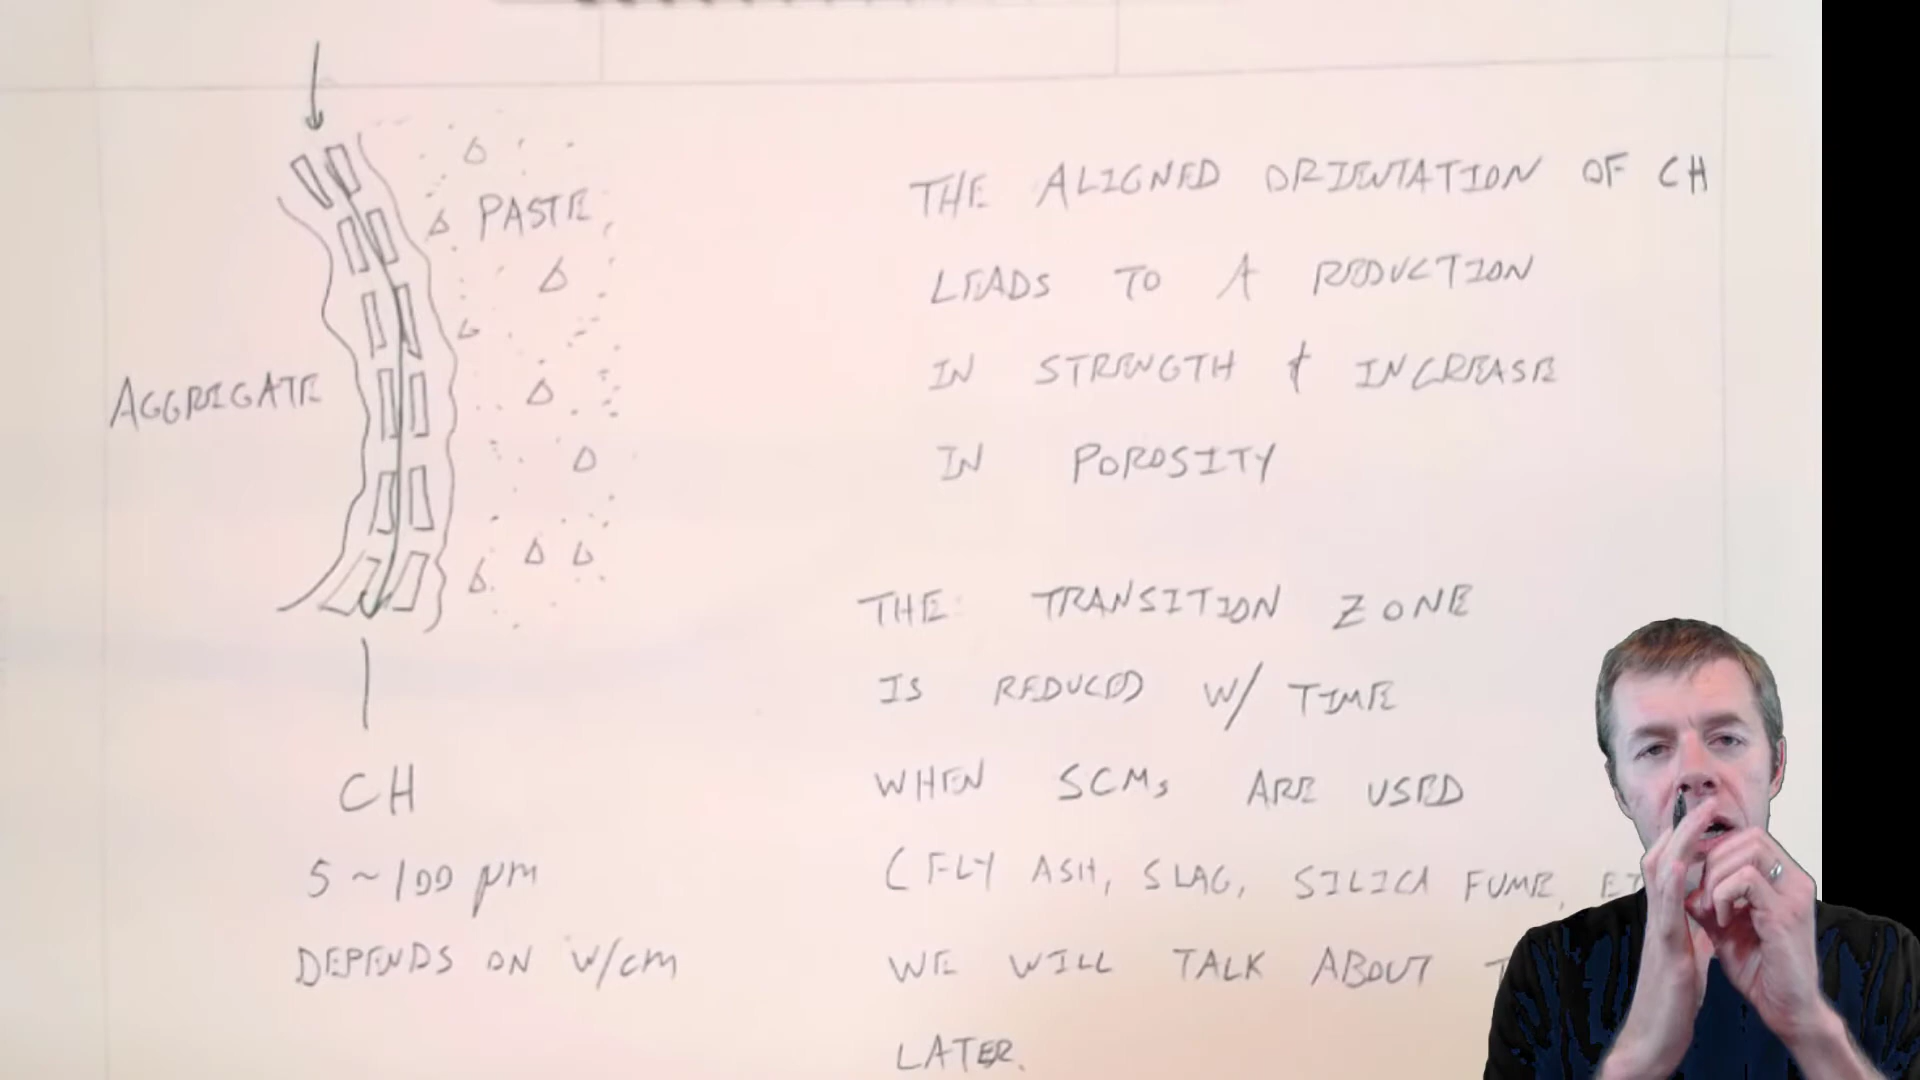 PASTE
AGGREGATE
CH
5 ~ 100 µm
DEPENDS ON W/CM
THE ALIGNED ORIENTATION OF CH
LEADS TO A REDUCTION
IN STRENGTH & INCREASE
IN POROSITY
THE TRANSITION ZONE
IS REDUCED W/ TIME
WHEN SCMs ARE USED
(FLY ASH, SLAG, SILICA FUME,
WE WILL TALK ABOUT
LATER.